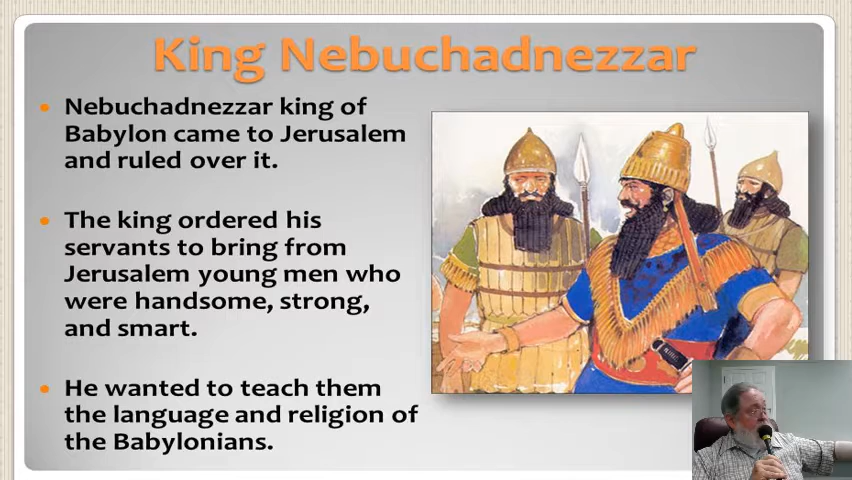 King Nebuchadnezzar
• Nebuchadnezzar king of
Babylon came to Jerusalem
and ruled over it.
• The king ordered his
servants to bring from
Jerusalem young men who
were handsome, strong,
and smart.
• He wanted to teach them
the language and religion of
the Babylonians.